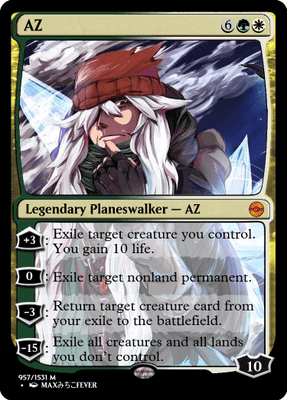 AZ 6
Legendary Planeswalker — AZ
+3: Exile target creature you control.
You gain 10 life.
0: Exile target nonland permanent.
-3: Return target creature card from
your exile to the battlefield.
-15: Exile all creatures and all lands
you don't control.
10
957/1531 M
• MAXみちこFEVER